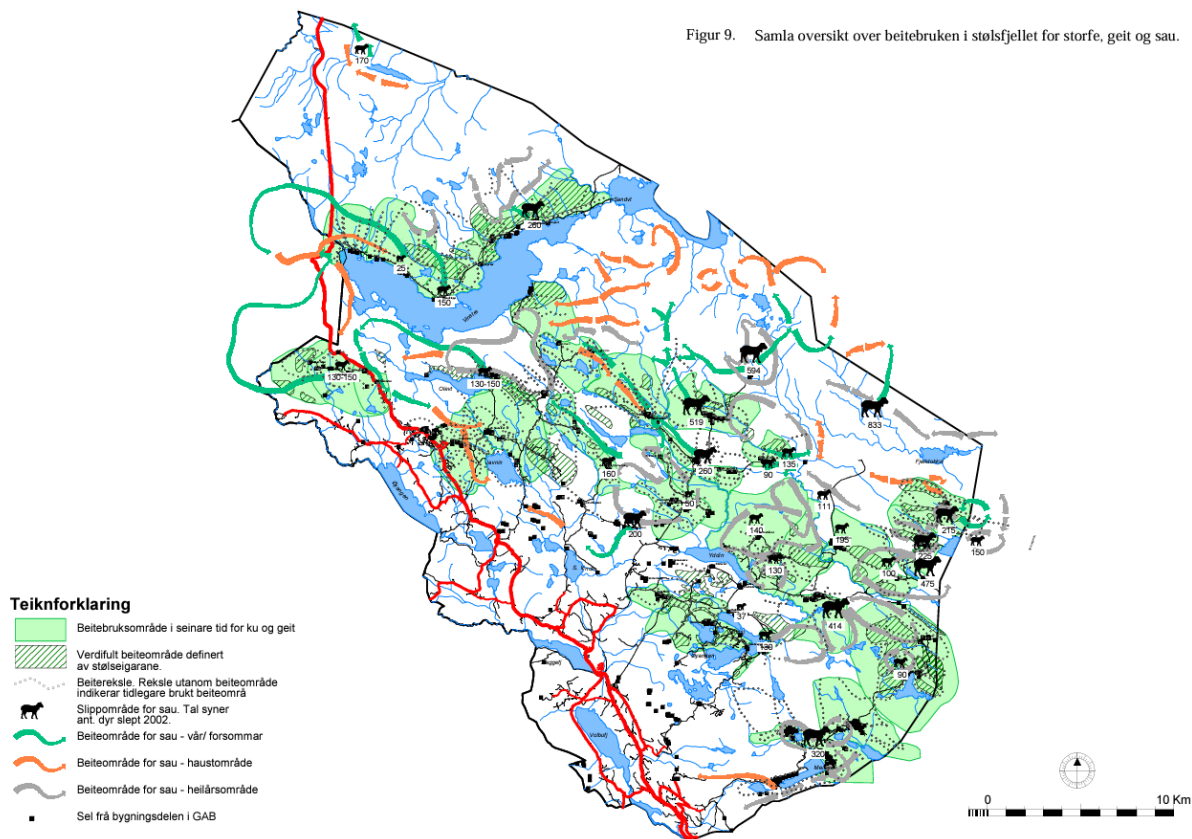 Figur 9. Samla oversikt over beitebruken i stølsfjellet for storfe, geit og sau.
170
260
25
150
130-150
130-150
594
519
833
260
90
135
160
50
111
200
140
195
215
225
150
130
100
475
37
414
130
90
320
Teiknforklaring
Beitebruksområde i seinare tid for ku og geit
Verdifult beiteområde definert
av stølseigarane.
Beitereksle. Reksle utanom beiteområde
indikerar tidlegare brukt beiteområ
Slippområde for sau. Tal syner
ant. dyr slept 2002.
Beiteområde for sau - vår/ forsommar
Beiteområde for sau - haustområde
Beiteområde for sau - heilårsområde
Sel frå bygningsdelen i GAB
0 10 Km